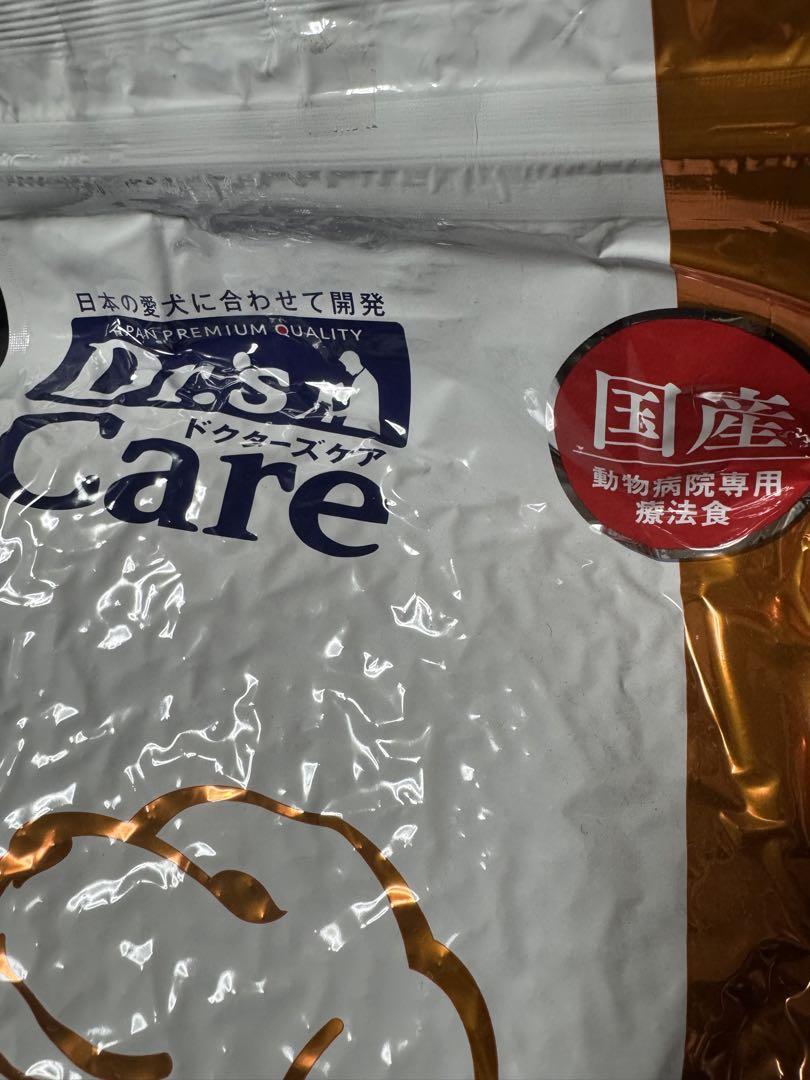 日本の愛犬に合わせて開発
JAPAN PREMIUM QUALITY
Dr.'s
ドクターズケア
Care
国産
動物病院専用
療法食